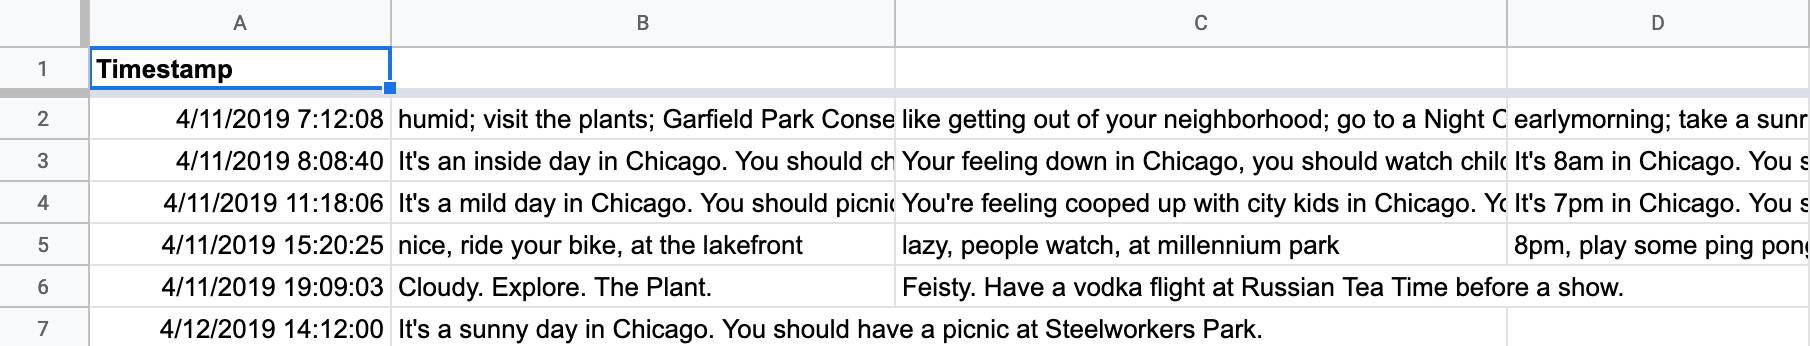 A B C D
1 Timestamp
2 4/11/2019 7:12:08 humid; visit the plants; Garfield Park Conse like getting out of your neighborhood; go to a Night earlymorning; take a sunr
3 4/11/2019 8:08:40 It's an inside day in Chicago. You should ch Your feeling down in Chicago, you should watch chil It's 8am in Chicago. You s
4 4/11/2019 11:18:06 It's a mild day in Chicago. You should picni You're feeling cooped up with city kids in Chicago. Yo It's 7pm in Chicago. You s
5 4/11/2019 15:20:25 nice, ride your bike, at the lakefront lazy, people watch, at millennium park 8pm, play some ping pong
6 4/11/2019 19:09:03 Cloudy. Explore. The Plant. Feisty. Have a vodka flight at Russian Tea Time before a show.
7 4/12/2019 14:12:00 It's a sunny day in Chicago. You should have a picnic at Steelworkers Park.